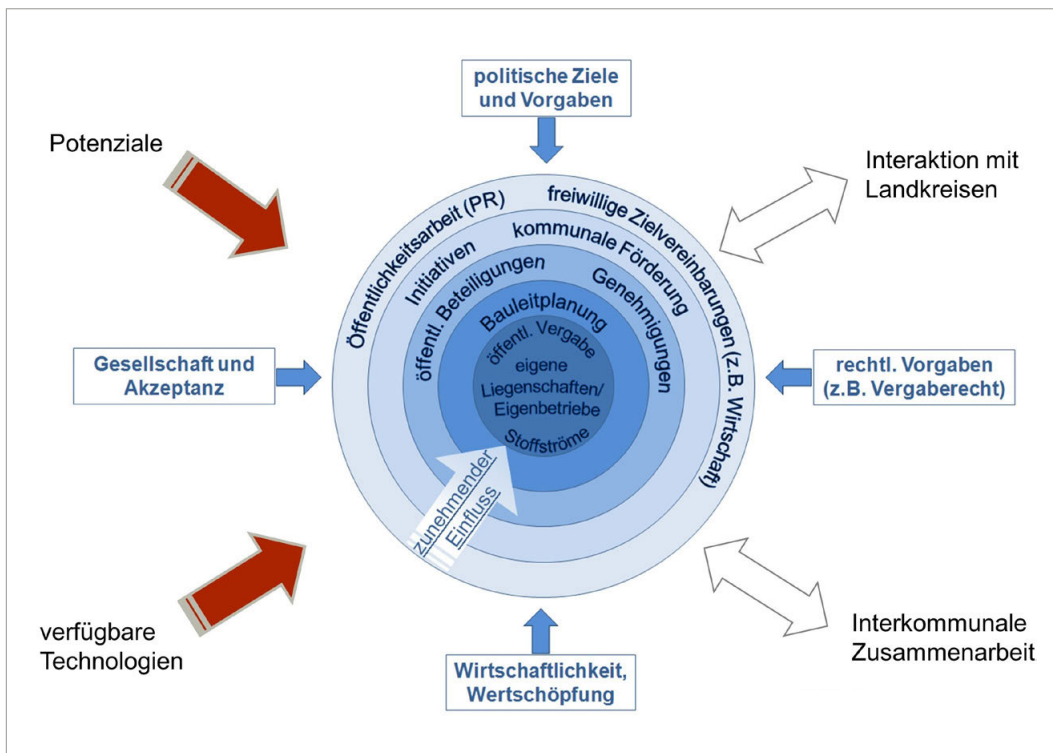 politische Ziele
und Vorgaben
Potenziale
Interaktion mit
Landkreisen
Öffentlichkeitsarbeit (PR)
freiwillige Zielvereinbarungen (z.B. Wirtschaft)
Initiativen
kommunale Förderung
öffentl. Beteiligungen
Genehmigungen
Bauleitplanung
öffentl. Vergabe
eigene
Liegenschaften/
Eigenbetriebe
Stoffströme
Gesellschaft und
Akzeptanz
rechtl. Vorgaben
(z.B. Vergaberecht)
zunehmender
Einfluss
verfügbare
Technologien
Interkommunale
Zusammenarbeit
Wirtschaftlichkeit,
Wertschöpfung